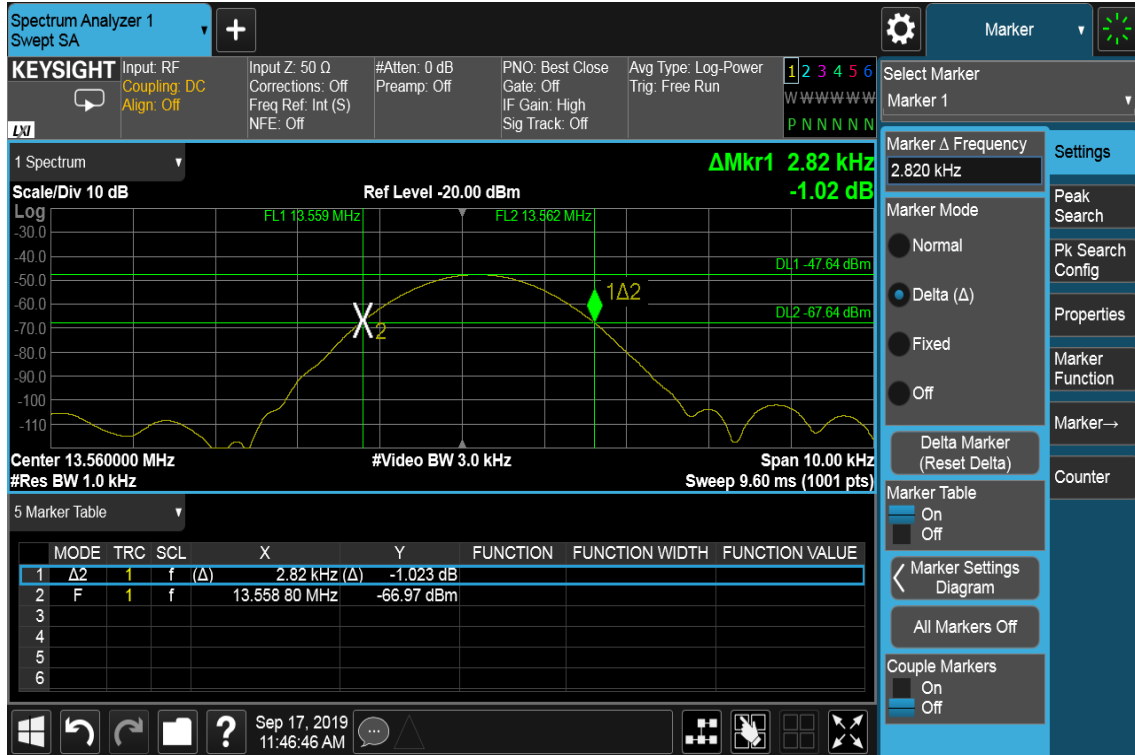 Spectrum Analyzer 1
Swept SA
+
Marker
KEYSIGHT
LXI
Input: RF
Coupling: DC
Align: Off
Input Z: 50 Ω
Corrections: Off
Freq Ref: Int (S)
NFE: Off
#Atten: 0 dB
Preamp: Off
PNO: Best Close
Gate: Off
IF Gain: High
Sig Track: Off
Avg Type: Log-Power
Trig: Free Run
1 2 3 4 5 6
W W W W W W
P N N N N N
Select Marker
Marker 1
1 Spectrum
ΔMkr1 2.82 kHz
-1.02 dB
Scale/Div 10 dB
Ref Level -20.00 dBm
Log
FL1 13.559 MHz
FL2 13.562 MHz
-30.0
-40.0
-50.0
-60.0
-70.0
-80.0
-90.0
-100
-110
DL1 -47.64 dBm
DL2 -67.64 dBm
1Δ2
X2
Center 13.560000 MHz
#Video BW 3.0 kHz
Span 10.00 kHz
#Res BW 1.0 kHz
Sweep 9.60 ms (1001 pts)
5 Marker Table
MODE TRC SCL X Y FUNCTION FUNCTION WIDTH FUNCTION VALUE
1 Δ2 1 f (Δ) 2.82 kHz (Δ) -1.023 dB
2 F 1 f 13.558 80 MHz -66.97 dBm
3
4
5
6
Marker Δ Frequency
2.820 kHz
Marker Mode
Normal
Delta (Δ)
Fixed
Off
Delta Marker
(Reset Delta)
Marker Table
On
Off
Marker Settings
Diagram
All Markers Off
Couple Markers
On
Off
Settings
Peak
Search
Pk Search
Config
Properties
Marker
Function
Marker→
Counter
?
Sep 17, 2019
11:46:46 AM